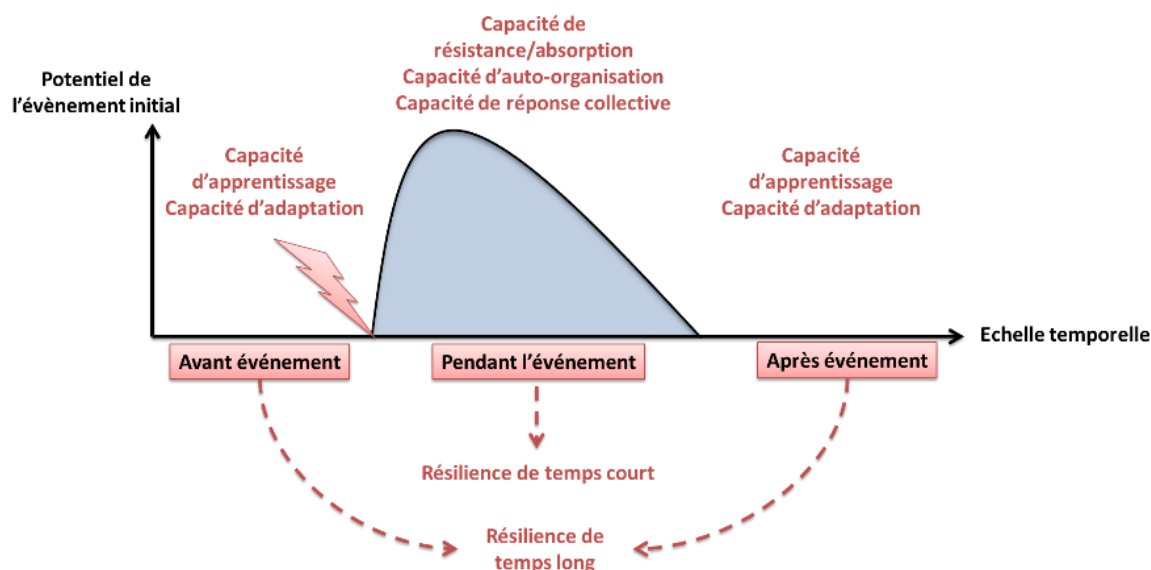 Capacité de
résistance/absorption
Capacité d'auto-organisation
Capacité de réponse collective
Potentiel de
l'évènement initial
Capacité
d'apprentissage
Capacité d'adaptation
Capacité
d'apprentissage
Capacité d'adaptation
Echelle temporelle
Avant événement
Pendant l'événement
Après événement
Résilience de temps court
Résilience de
temps long